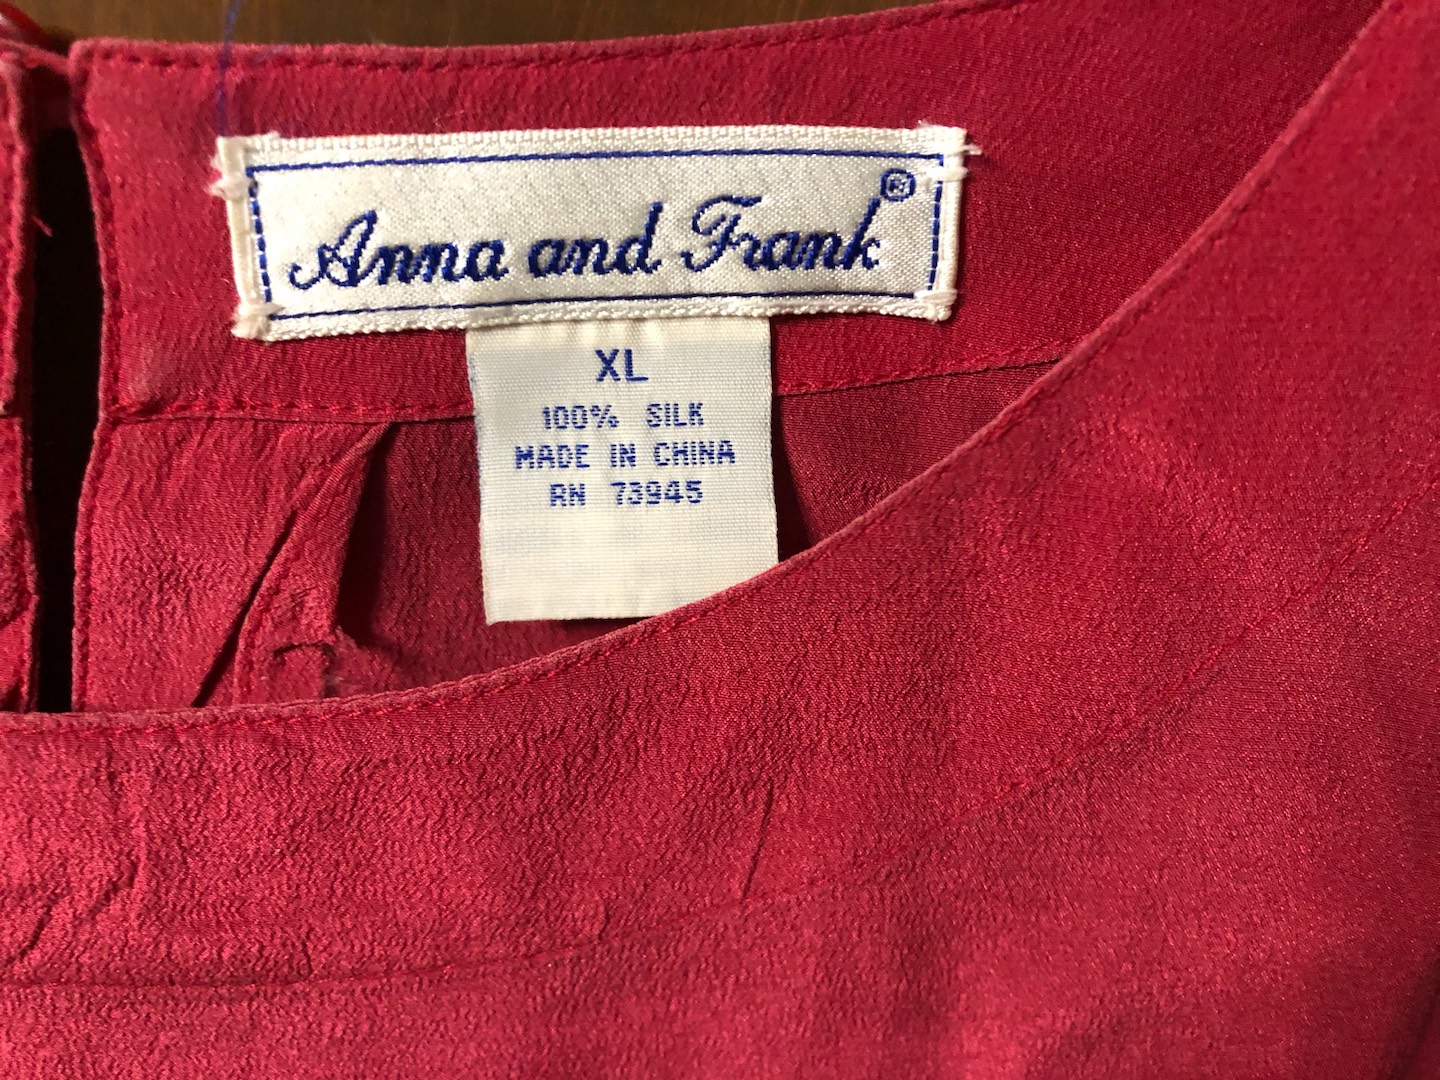 Anna and Frank®
XL
100% SILK
MADE IN CHINA
RN 73945